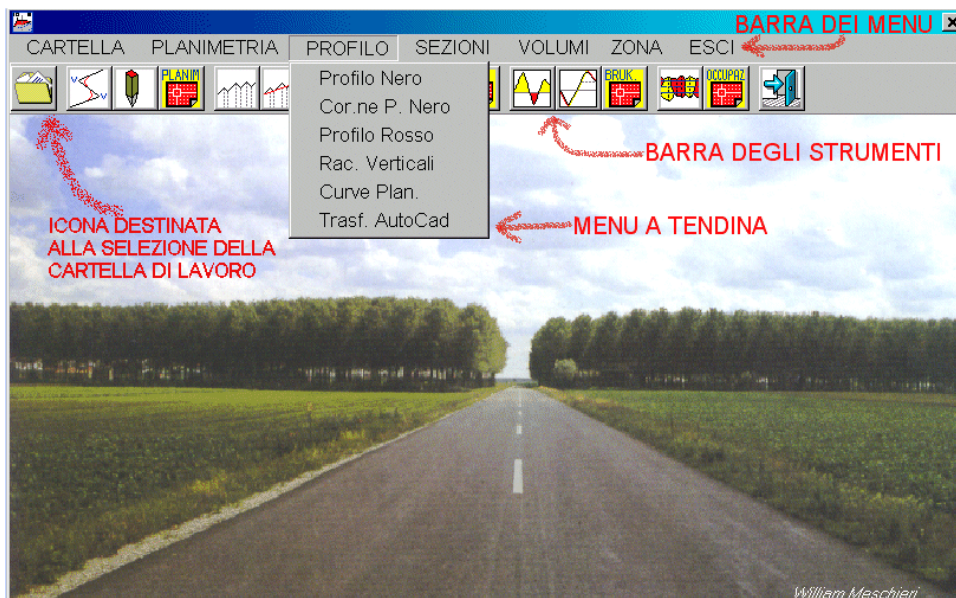 BARRA DEI MENU
CARTELLA PLANIMETRIA PROFILO SEZIONI VOLUMI ZONA ESCI
PLANIM
BRUK.
OCCUPAZ
Profilo Nero
Cor.ne P. Nero
Profilo Rosso
Rac. Verticali
Curve Plan.
Trasf. AutoCad
BARRA DEGLI STRUMENTI
MENU A TENDINA
ICONA DESTINATA
ALLA SELEZIONE DELLA
CARTELLA DI LAVORO
William Meschieri